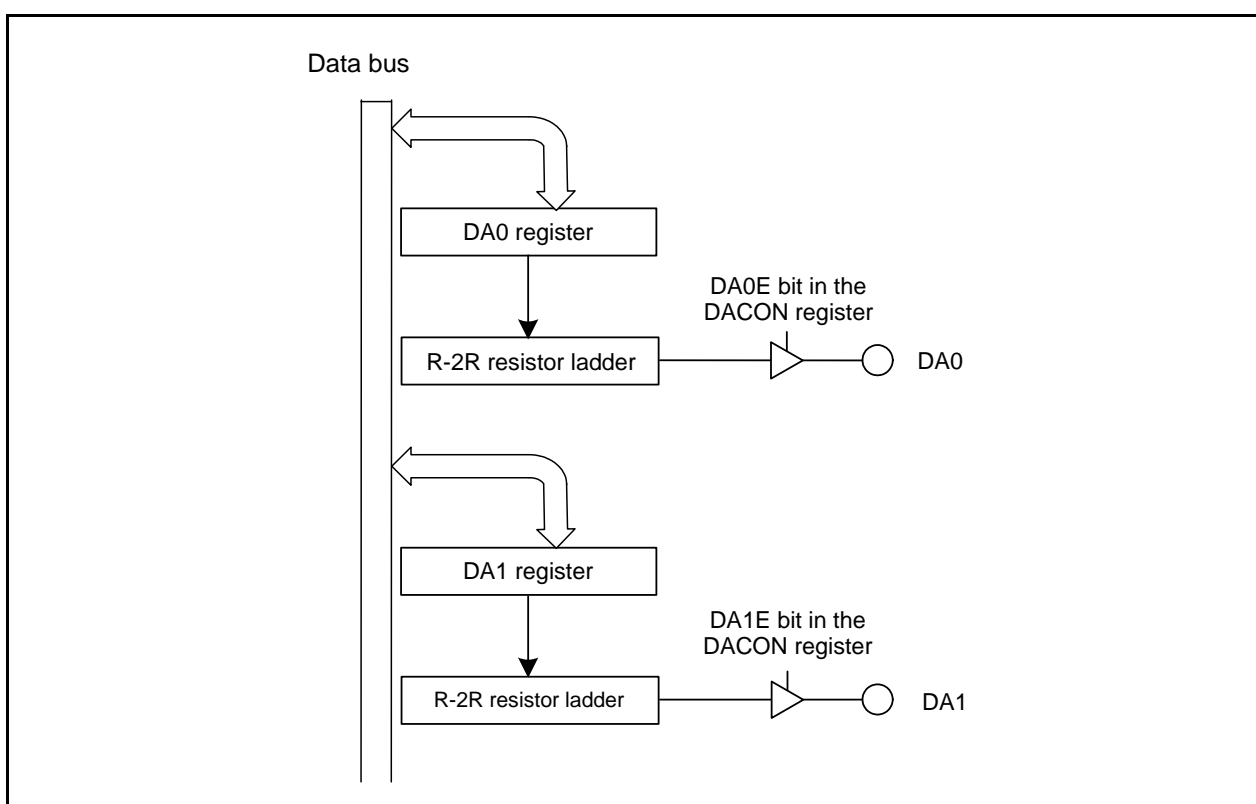 Data bus
DA0 register
DA0E bit in the
DACON register
R-2R resistor ladder
DA0
DA1 register
DA1E bit in the
DACON register
R-2R resistor ladder
DA1